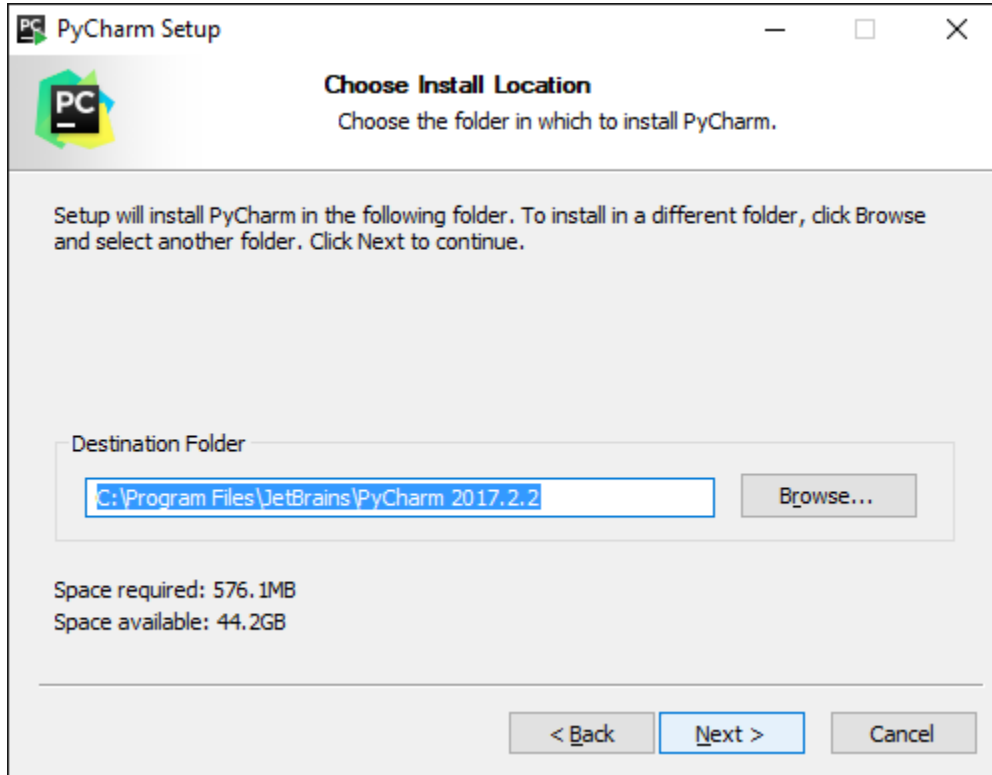 PyCharm Setup
PC
Choose Install Location
Choose the folder in which to install PyCharm.
Setup will install PyCharm in the following folder. To install in a different folder, click Browse
and select another folder. Click Next to continue.
Destination Folder
C:\Program Files\JetBrains\PyCharm 2017.2.2
Browse...
Space required: 576.1MB
Space available: 44.2GB
< Back
Next >
Cancel